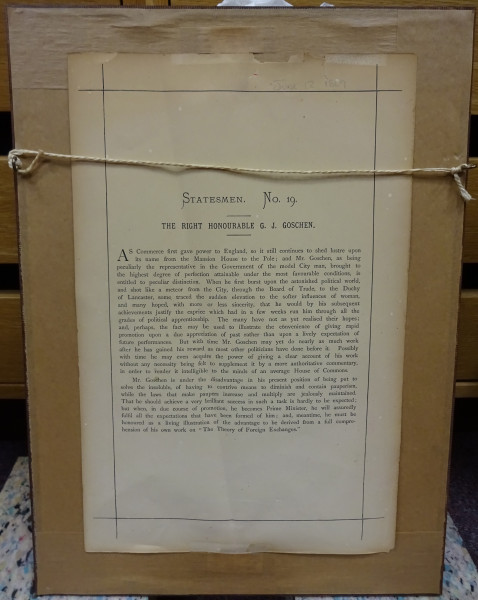 June 12 1869
STATESMEN. No. 19.
THE RIGHT HONOURABLE G. J. GOSCHEN.
AS Commerce first gave power to England, so it still continues to shed lustre upon
its name from the Mansion House to the Pole; and Mr. Goschen, as being
peculiarly the representative in the Government of the model City man, brought to
the highest degree of perfection attainable under the most favourable conditions, is
entitled to peculiar distinction. When he first burst upon the astonished political world,
and shot like a meteor from the City, through the Board of Trade, to the Duchy
of Lancaster, some traced the sudden elevation to the softer influences of woman,
and many hoped, with more or less sincerity, that he would by his subsequent
achievements justify the caprice which had in a few weeks run him through all the
grades of political apprenticeship. The many have not as yet realised their hopes;
and, perhaps, the fact may be used to illustrate the convenience of giving rapid
promotion upon a due appreciation of past rather than upon a lively expectation of
future performances. But with time Mr. Goschen may yet do nearly as much work
after he has gained his reward as most other politicians have done before it. Possibly
with time he may even acquire the power of giving a clear account of his work
without any necessity being felt to supplement it by a more authoritative commentary,
in order to render it intelligible to the minds of an average House of Commons.
Mr. Goschen is under the disadvantage in his present position of being put to
solve the insoluble, of having to contrive means to diminish and contain pauperism,
while the laws that make paupers increase and multiply are jealously maintained.
That he should achieve a very brilliant success in such a task is hardly to be expected;
but when, in due course of promotion, he becomes Prime Minister, he will assuredly
fulfil all the expectations that have been formed of him; and, meantime, he must be
honoured as a living illustration of the advantage to be derived from a full compre-
hension of his own work on "The Theory of Foreign Exchanges."